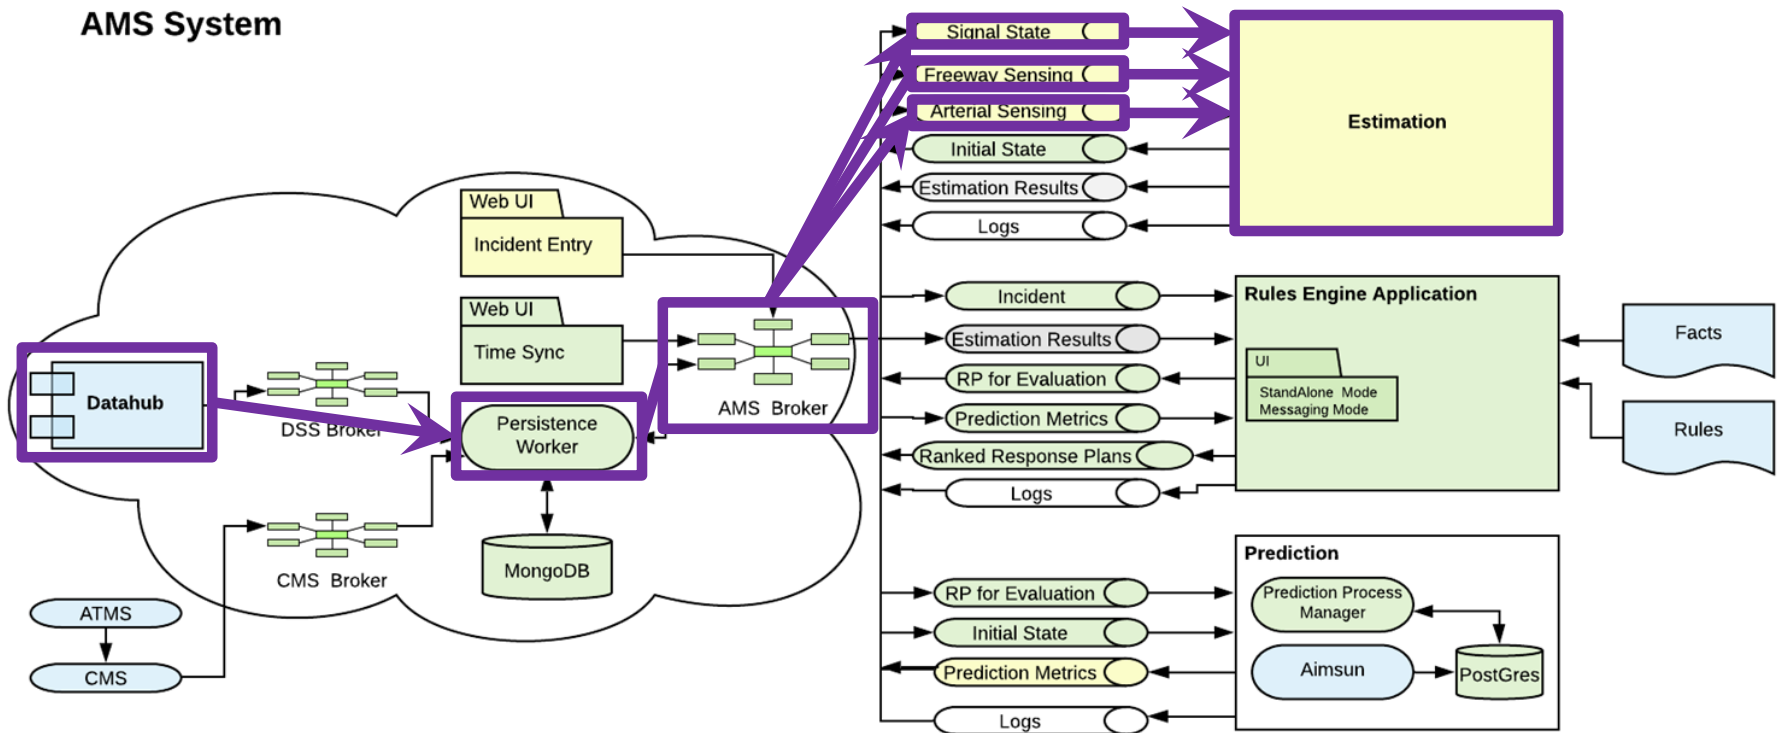 AMS System
Signal State
Freeway Sensing
Arterial Sensing
Initial State
Estimation Results
Logs
Estimation
Web UI
Incident Entry
Web UI
Time Sync
Datahub
DSS Broker
Persistence
Worker
AMS Broker
MongoDB
CMS Broker
ATMS
CMS
Incident
Estimation Results
RP for Evaluation
Prediction Metrics
Ranked Response Plans
Logs
Rules Engine Application
UI
StandAlone Mode
Messaging Mode
Facts
Rules
RP for Evaluation
Initial State
Prediction Metrics
Logs
Prediction
Prediction Process
Manager
Aimsun
PostGres